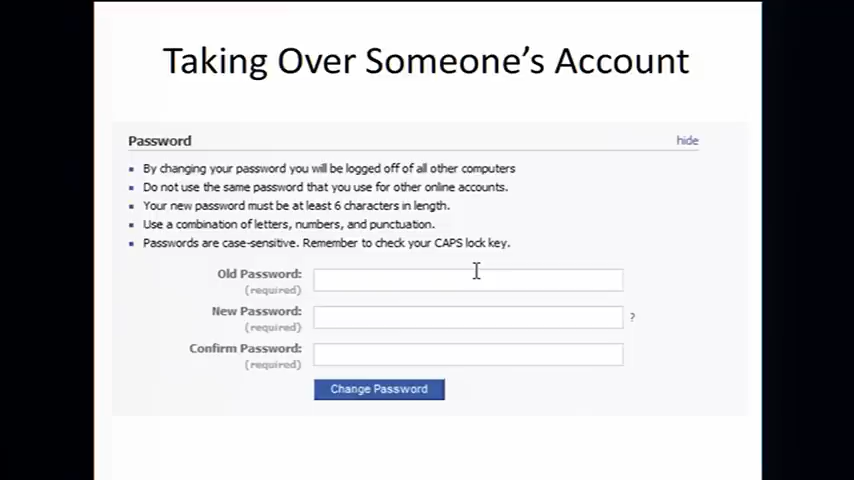 Taking Over Someone's Account
Password
hide
By changing your password you will be logged off of all other computers
Do not use the same password that you use for other online accounts.
Your new password must be at least 6 characters in length.
Use a combination of letters, numbers, and punctuation.
Passwords are case-sensitive. Remember to check your CAPS lock key.
Old Password:
(required)
New Password:
?
(required)
Confirm Password:
(required)
Change Password